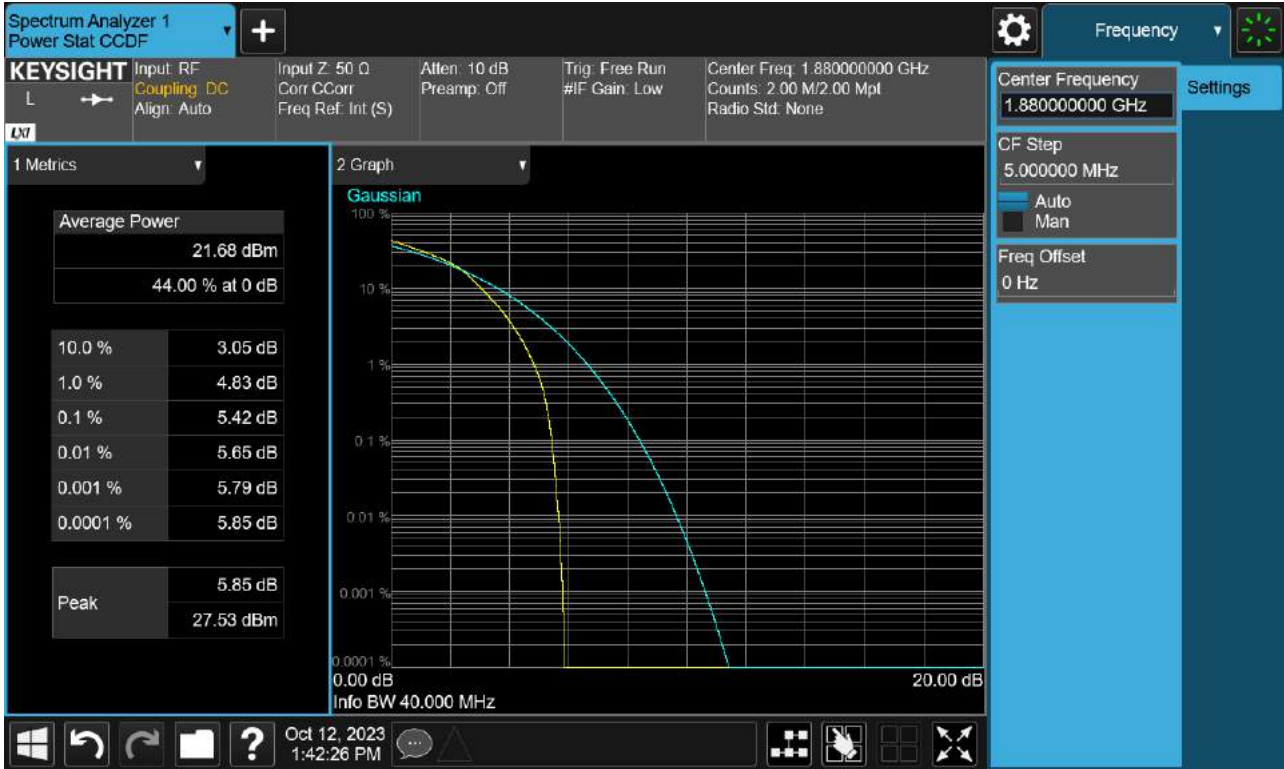 Spectrum Analyzer 1
Power Stat CCDF
Frequency
KEYSIGHT
L
LXI
Input: RF
Coupling: DC
Align: Auto
Input Z: 50 Ω
Corr CCorr
Freq Ref: Int (S)
Atten: 10 dB
Preamp: Off
Trig: Free Run
#IF Gain: Low
Center Freq: 1.880000000 GHz
Counts: 2.00 M/2.00 Mpt
Radio Std: None
Center Frequency
1.880000000 GHz
Settings
CF Step
5.000000 MHz
Auto
Man
Freq Offset
0 Hz
1 Metrics
Average Power
21.68 dBm
44.00 % at 0 dB
10.0 % 3.05 dB
1.0 % 4.83 dB
0.1 % 5.42 dB
0.01 % 5.65 dB
0.001 % 5.79 dB
0.0001 % 5.85 dB
Peak
5.85 dB
27.53 dBm
2 Graph
Gaussian
100 %
10 %
1 %
0.1 %
0.01 %
0.001 %
0.0001 %
0.00 dB 20.00 dB
Info BW 40.000 MHz
?
Oct 12, 2023
1:42:26 PM